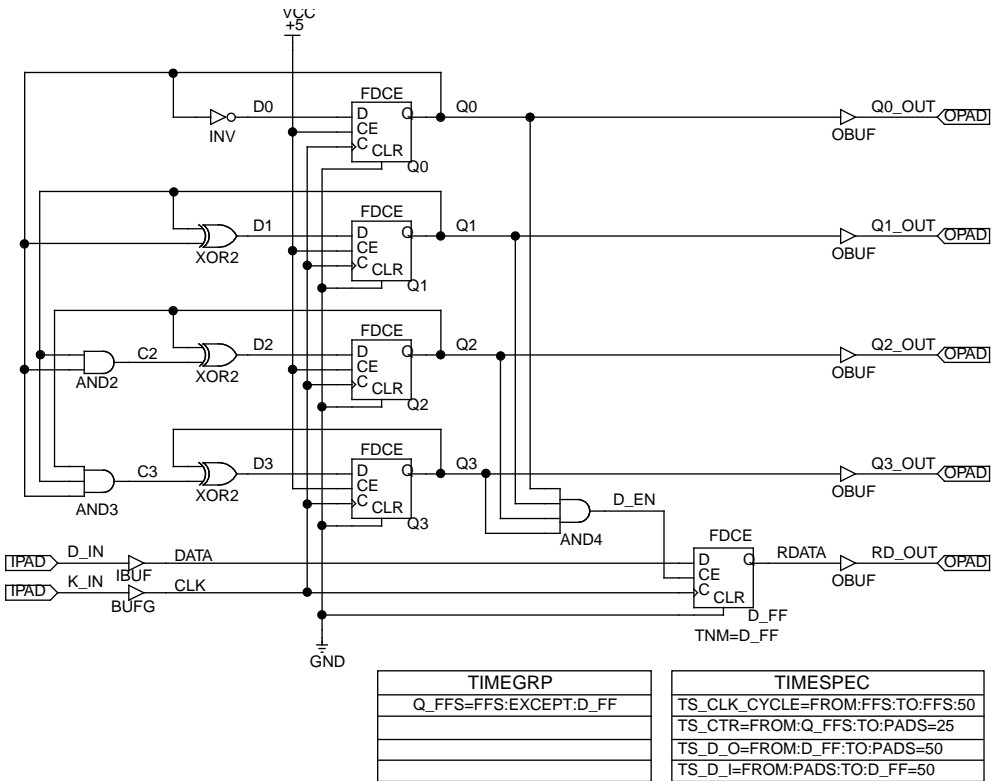 VCC
+5
FDCE
D0 D Q Q0 Q0_OUT OPAD
INV CE OBUF
C CLR
Q0
FDCE
D1 D Q Q1 Q1_OUT OPAD
XOR2 CE OBUF
C CLR
Q1
FDCE
C2 D2 D Q Q2 Q2_OUT OPAD
AND2 XOR2 CE OBUF
C CLR
Q2
FDCE
C3 D3 D Q Q3 Q3_OUT OPAD
AND3 XOR2 CE OBUF
C CLR
Q3 D_EN
AND4
FDCE
IPAD D_IN IBUF DATA D Q RDATA RD_OUT OPAD
CE OBUF
IPAD K_IN BUFG CLK C CLR
D_FF
TNM=D_FF
GND
TIMEGRP
Q_FFS=FFS:EXCEPT:D_FF
TIMESPEC
TS_CLK_CYCLE=FROM:FFS:TO:FFS:50
TS_CTR=FROM:Q_FFS:TO:PADS=25
TS_D_O=FROM:D_FF:TO:PADS=50
TS_D_I=FROM:PADS:TO:D_FF=50